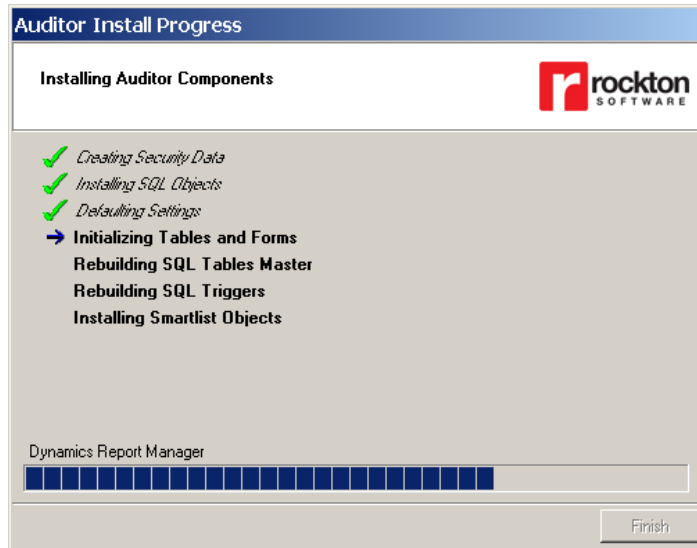 Auditor Install Progress
Installing Auditor Components
rockton
SOFTWARE
Creating Security Data
Installing SQL Objects
Defaulting Settings
Initializing Tables and Forms
Rebuilding SQL Tables Master
Rebuilding SQL Triggers
Installing Smartlist Objects
Dynamics Report Manager
Finish